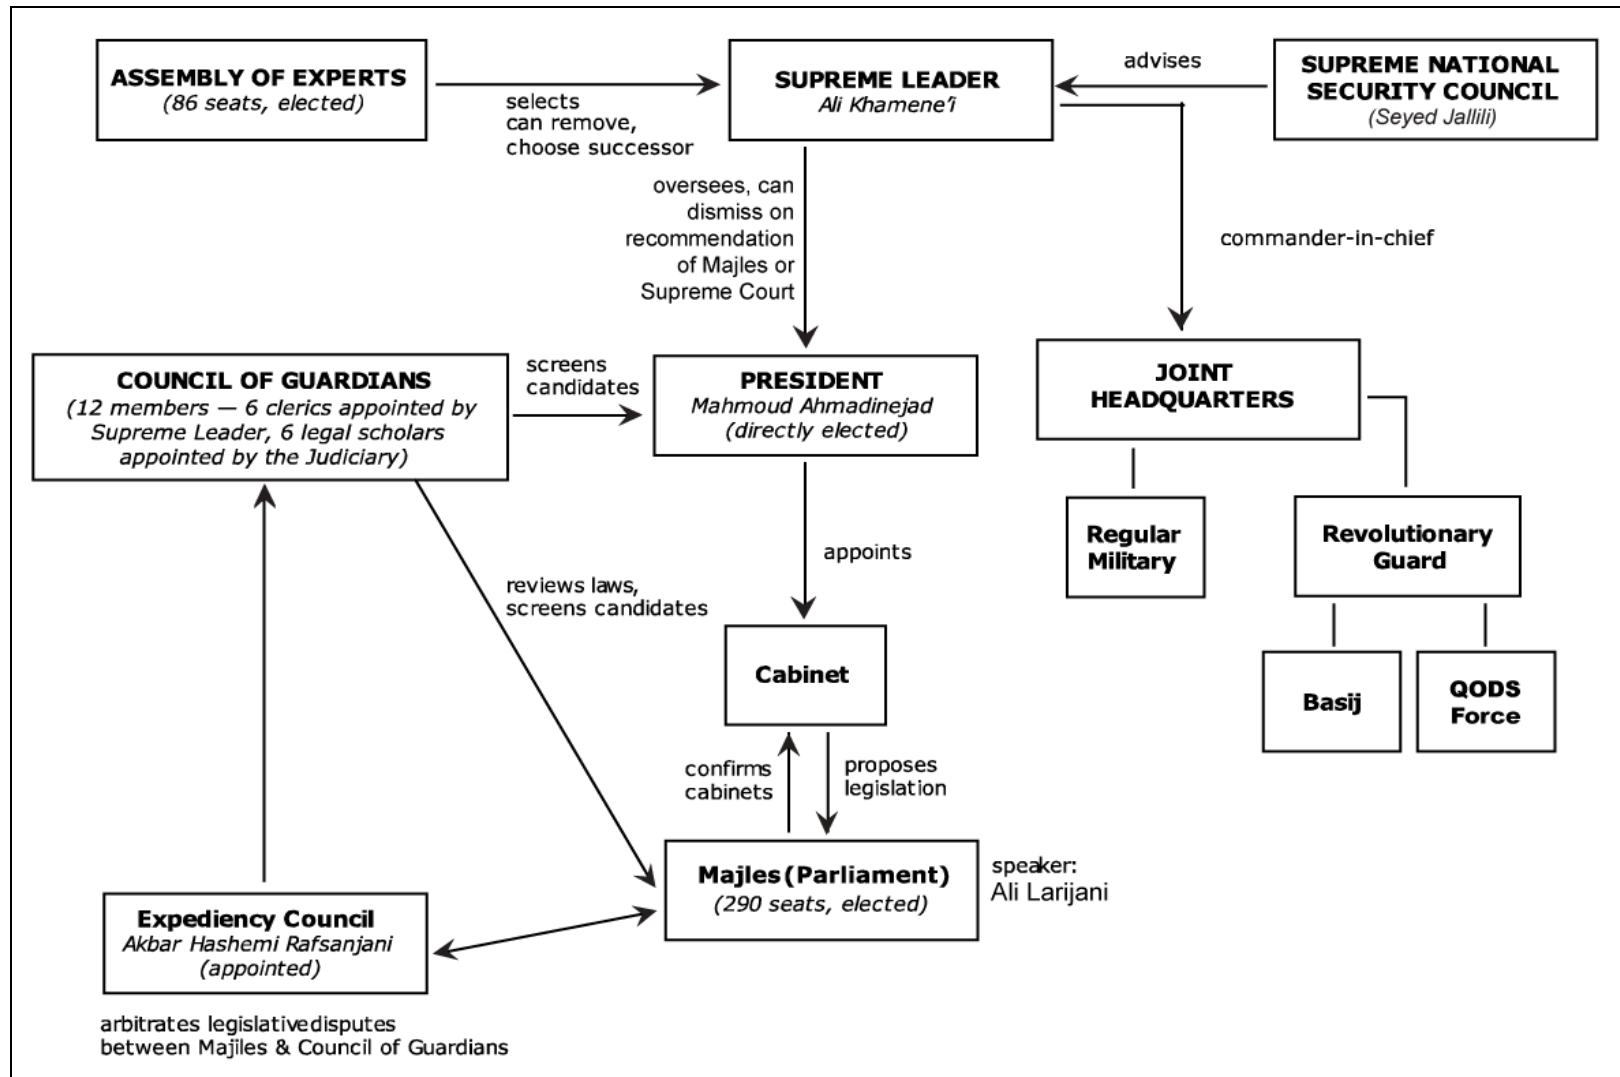 ASSEMBLY OF EXPERTS
(86 seats, elected)
selects
can remove,
choose successor
SUPREME LEADER
Ali Khamene’i
advises
SUPREME NATIONAL
SECURITY COUNCIL
(Seyed Jallili)
oversees, can
dismiss on
recommendation
of Majles or
Supreme Court
commander-in-chief
COUNCIL OF GUARDIANS
(12 members — 6 clerics appointed by
Supreme Leader, 6 legal scholars
appointed by the Judiciary)
screens
candidates
PRESIDENT
Mahmoud Ahmadinejad
(directly elected)
JOINT
HEADQUARTERS
Regular
Military
Revolutionary
Guard
appoints
reviews laws,
screens candidates
Cabinet
Basij
QODS
Force
confirms
cabinets
proposes
legislation
Majles (Parliament)
(290 seats, elected)
speaker:
Ali Larijani
Expediency Council
Akbar Hashemi Rafsanjani
(appointed)
arbitrates legislativedisputes
between Majiles & Council of Guardians